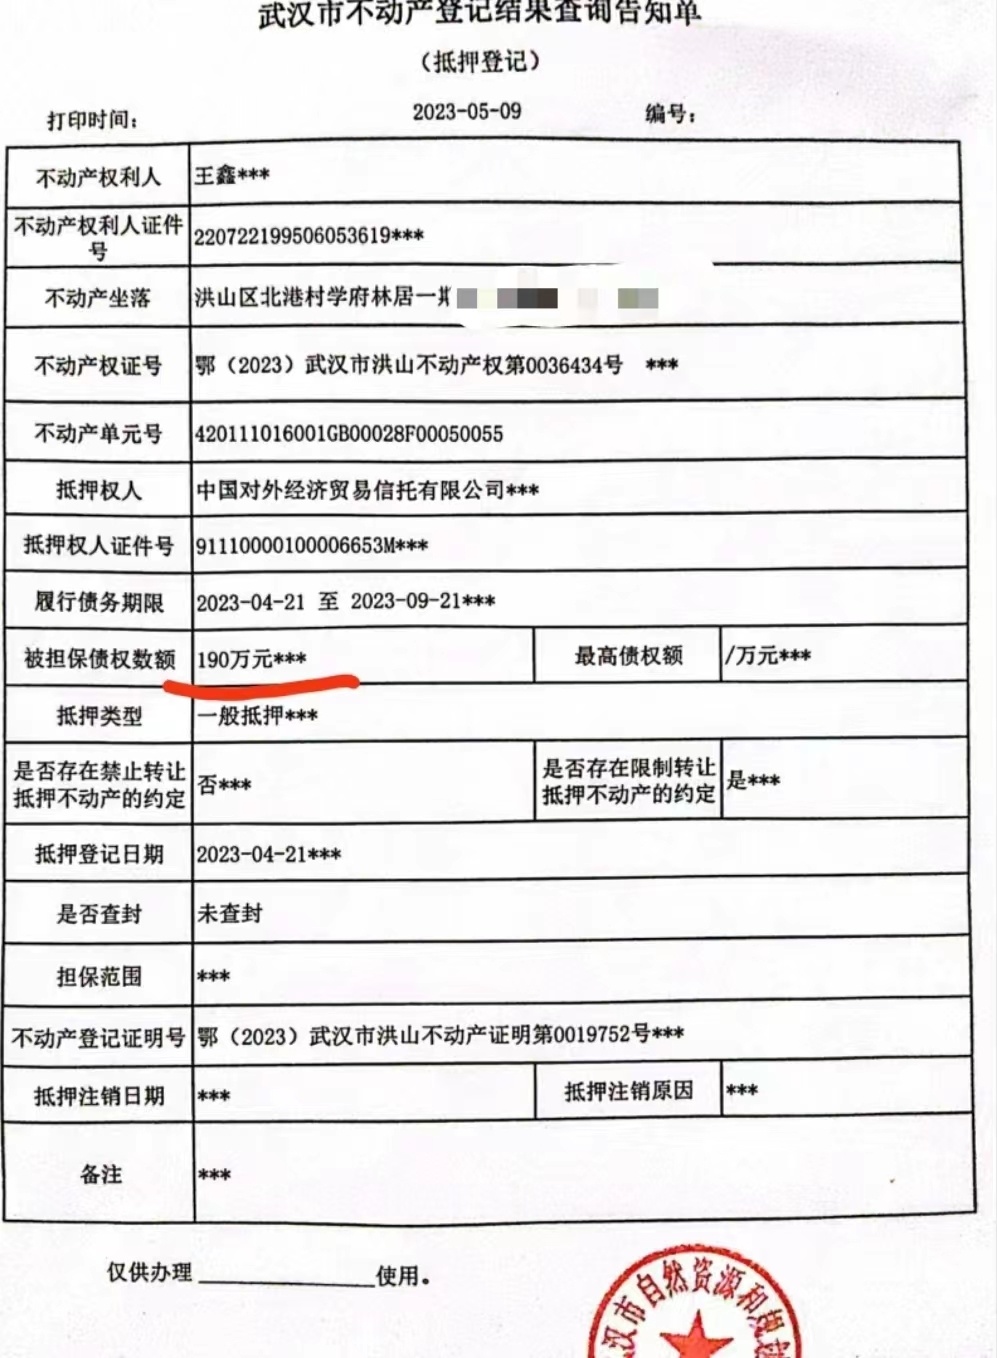 武汉市不动产登记结果查询告知单
（抵押登记）
打印时间： 2023-05-09 编号：
不动产权利人 王鑫***
不动产权利人证件号 220722199506053619***
不动产坐落 洪山区北港村学府林居一期
不动产权证号 鄂（2023）武汉市洪山不动产权第0036434号 ***
不动产单元号 420111016001GB00028F00050055
抵押权人 中国对外经济贸易信托有限公司***
抵押权人证件号 91110000100006653M***
履行债务期限 2023-04-21 至 2023-09-21***
被担保债权数额 190万元*** 最高债权额 /万元***
抵押类型 一般抵押***
是否存在禁止转让抵押不动产的约定 否*** 是否存在限制转让抵押不动产的约定 是***
抵押登记日期 2023-04-21***
是否查封 未查封
担保范围 ***
不动产登记证明号 鄂（2023）武汉市洪山不动产证明第0019752号***
抵押注销日期 *** 抵押注销原因 ***
备注 ***
仅供办理 使用。
汉市自然资源和规